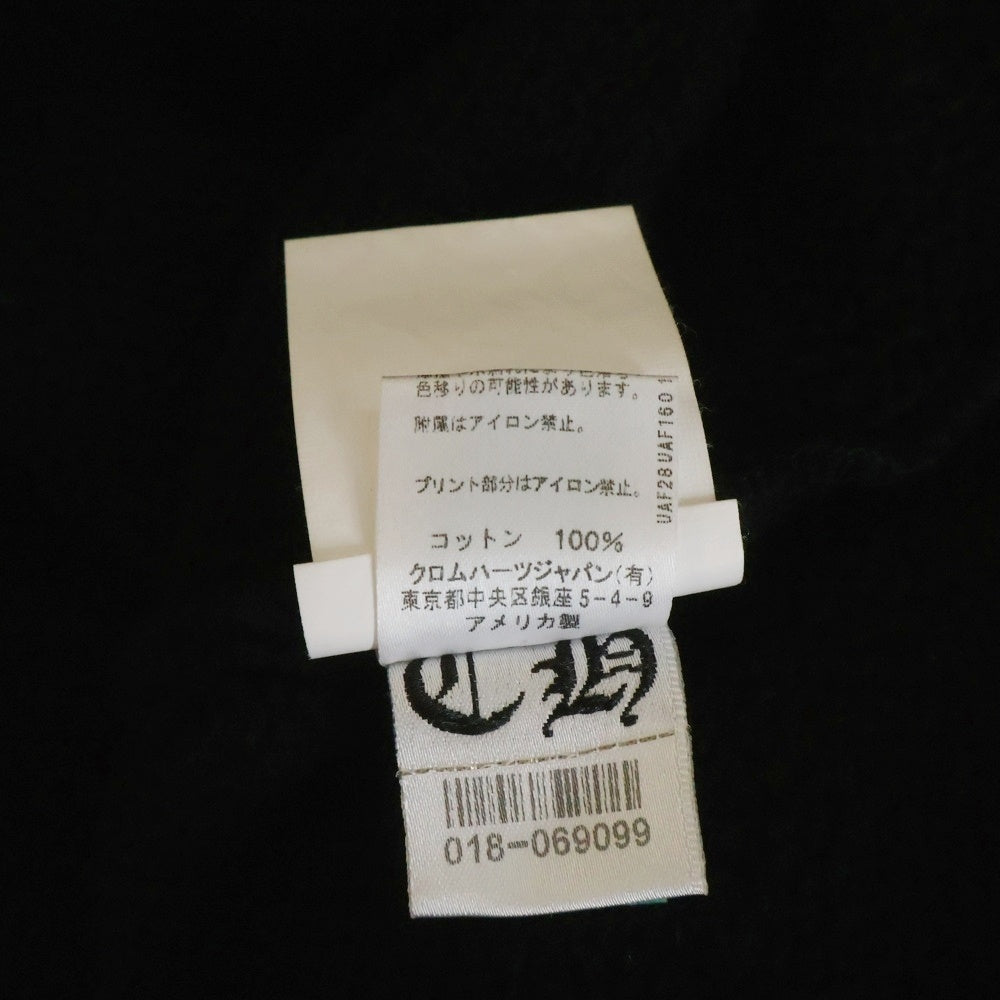 色移りの可能性があります。
附属はアイロン禁止。
プリント部分はアイロン禁止。
コットン 100%
クロムハーツジャパン(有)
東京都中央区銀座5-4-9
アメリカ製
UAF28UAF1601
CH
018-069099